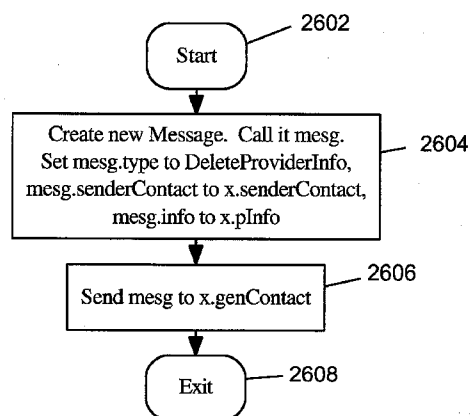 2602
Start
Create new Message. Call it mesg.
Set mesg.type to DeleteProviderInfo,
mesg.senderContact to x.senderContact,
mesg.info to x.pInfo
2604
Send mesg to x.genContact
2606
Exit
2608